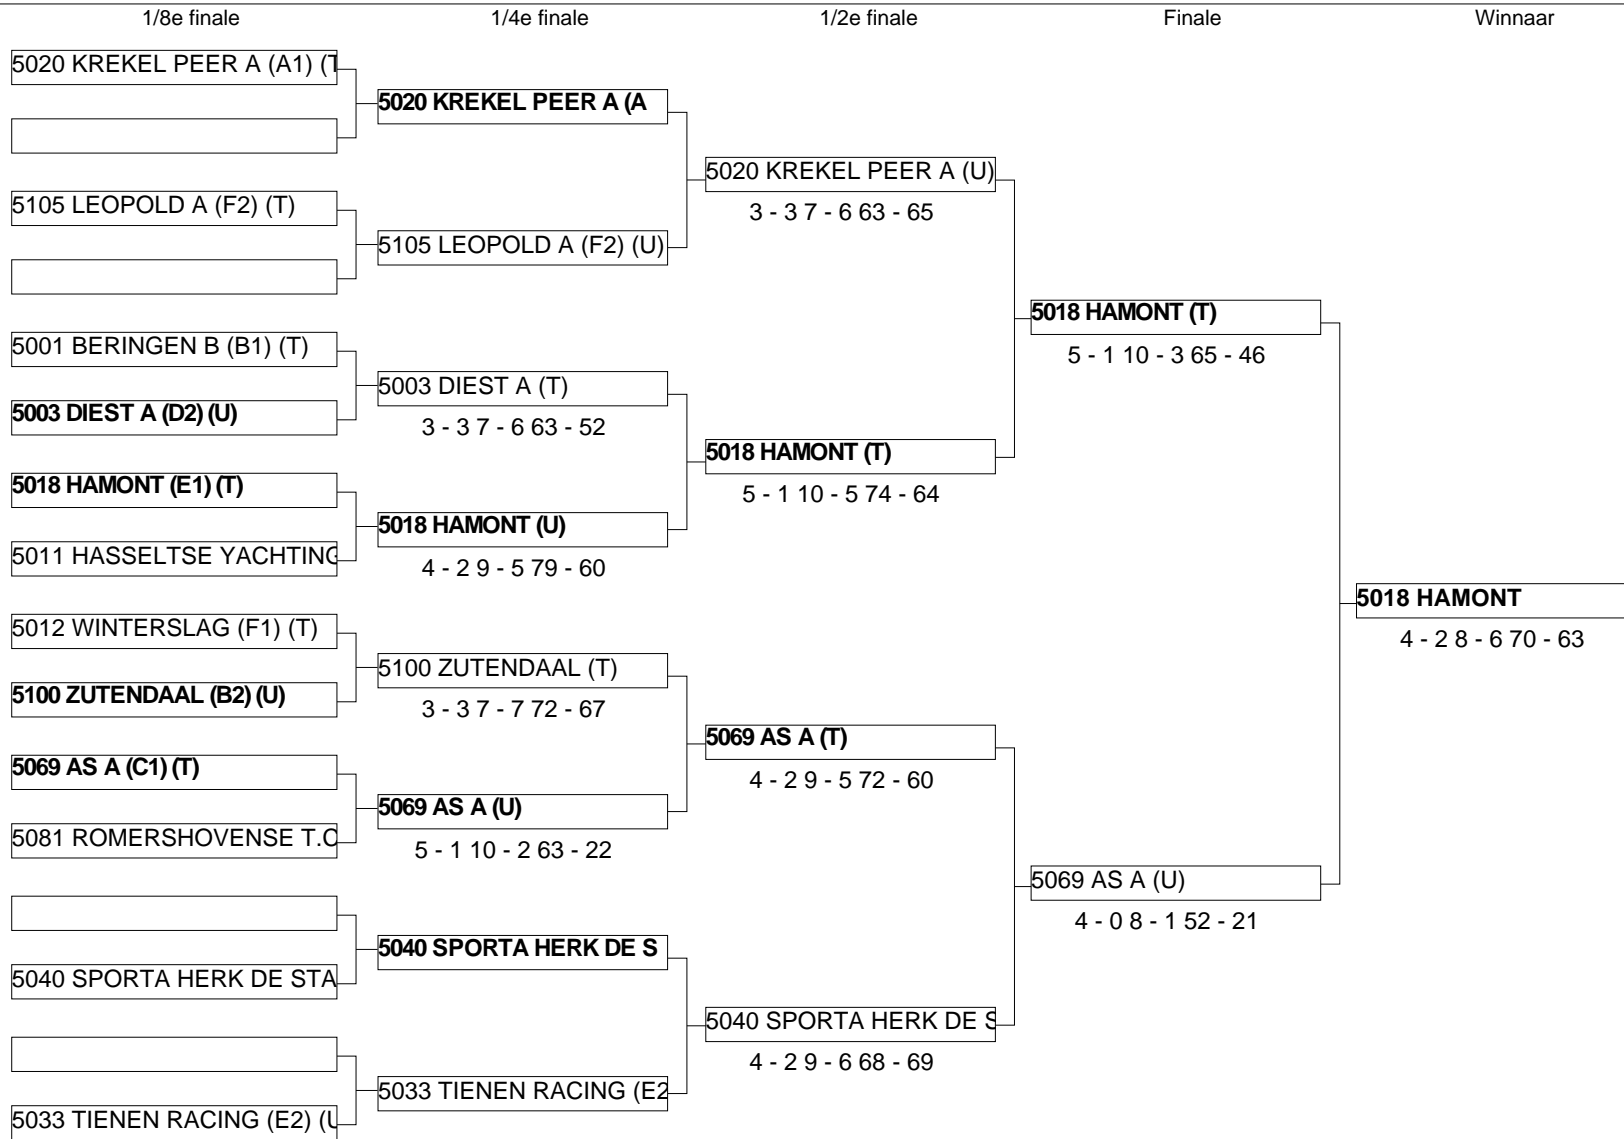 1/8e finale
1/4e finale
1/2e finale
Finale
Winnaar
5020 KREKEL PEER A (A1) (T
5105 LEOPOLD A (F2) (T)
5001 BERINGEN B (B1) (T)
5003 DIEST A (D2) (U)
5018 HAMONT (E1) (T)
5011 HASSELTSE YACHTING
5012 WINTERSLAG (F1) (T)
5100 ZUTENDAAL (B2) (U)
5069 AS A (C1) (T)
5081 ROMERSHOVENSE T.C
5040 SPORTA HERK DE STA
5033 TIENEN RACING (E2) (U
5020 KREKEL PEER A (A
5105 LEOPOLD A (F2) (U)
5003 DIEST A (T)
3 - 3 7 - 6 63 - 52
5018 HAMONT (U)
4 - 2 9 - 5 79 - 60
5100 ZUTENDAAL (T)
3 - 3 7 - 7 72 - 67
5069 AS A (U)
5 - 1 10 - 2 63 - 22
5040 SPORTA HERK DE S
5033 TIENEN RACING (E2
5020 KREKEL PEER A (U)
3 - 3 7 - 6 63 - 65
5018 HAMONT (T)
5 - 1 10 - 5 74 - 64
5069 AS A (T)
4 - 2 9 - 5 72 - 60
5040 SPORTA HERK DE S
4 - 2 9 - 6 68 - 69
5018 HAMONT (T)
5 - 1 10 - 3 65 - 46
5069 AS A (U)
4 - 0 8 - 1 52 - 21
5018 HAMONT
4 - 2 8 - 6 70 - 63